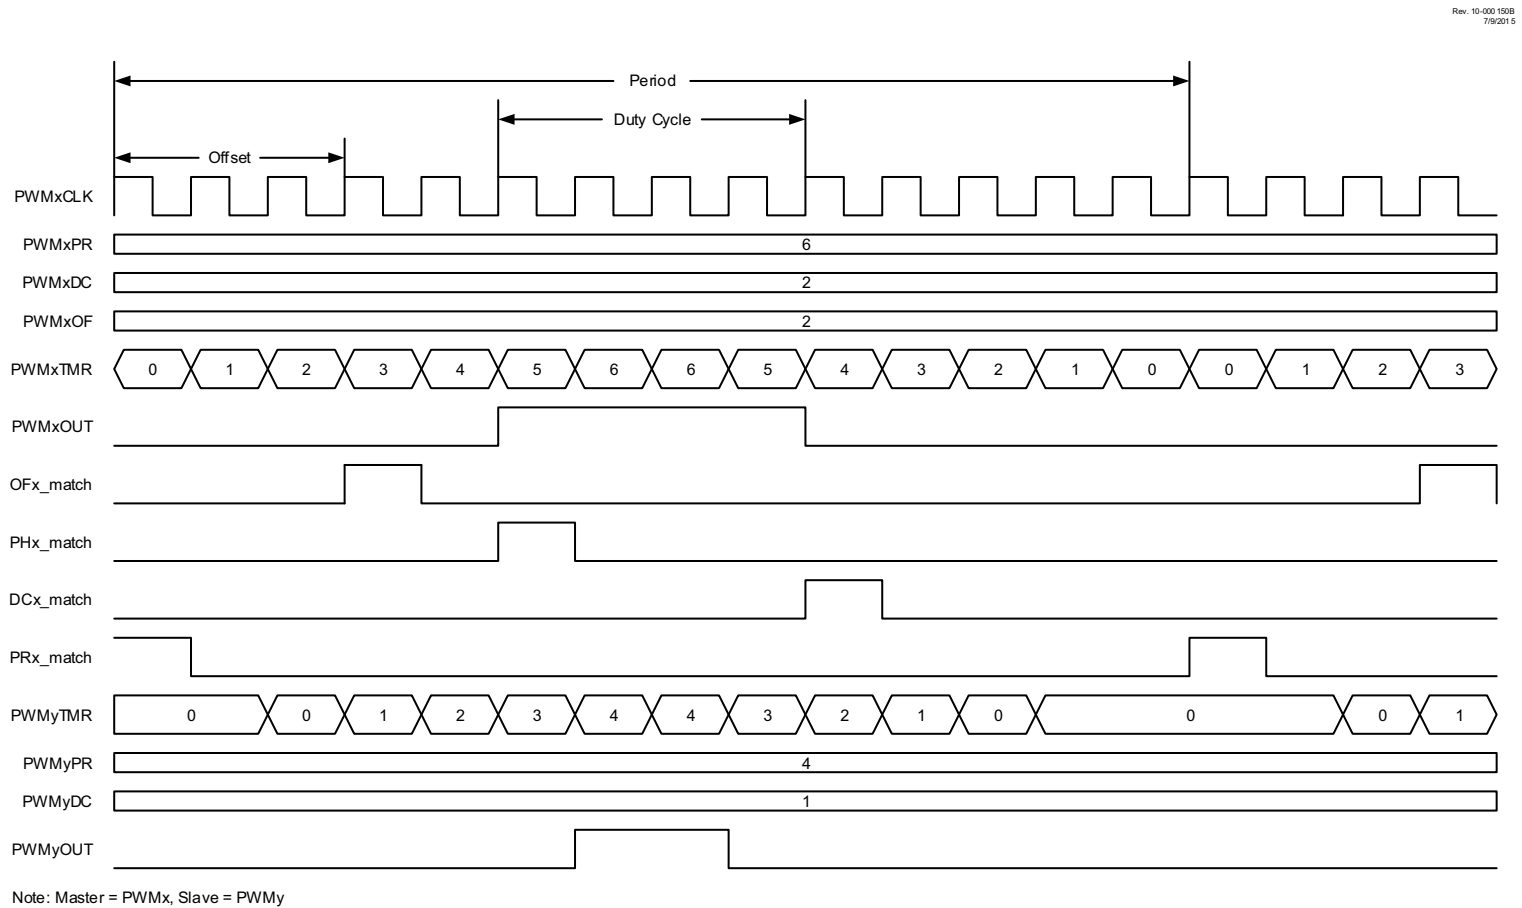 Rev. 10-000150B
7/9/2015
Period
Duty Cycle
Offset
PWMxCLK
PWMxPR 6
PWMxDC 2
PWMxOF 2
PWMxTMR 0 1 2 3 4 5 6 6 5 4 3 2 1 0 0 1 2 3
PWMxOUT
OFx_match
PHx_match
DCx_match
PRx_match
PWMyTMR 0 0 1 2 3 4 4 3 2 1 0 0 0 1
PWMyPR 4
PWMyDC 1
PWMyOUT
Note: Master = PWMx, Slave = PWMy